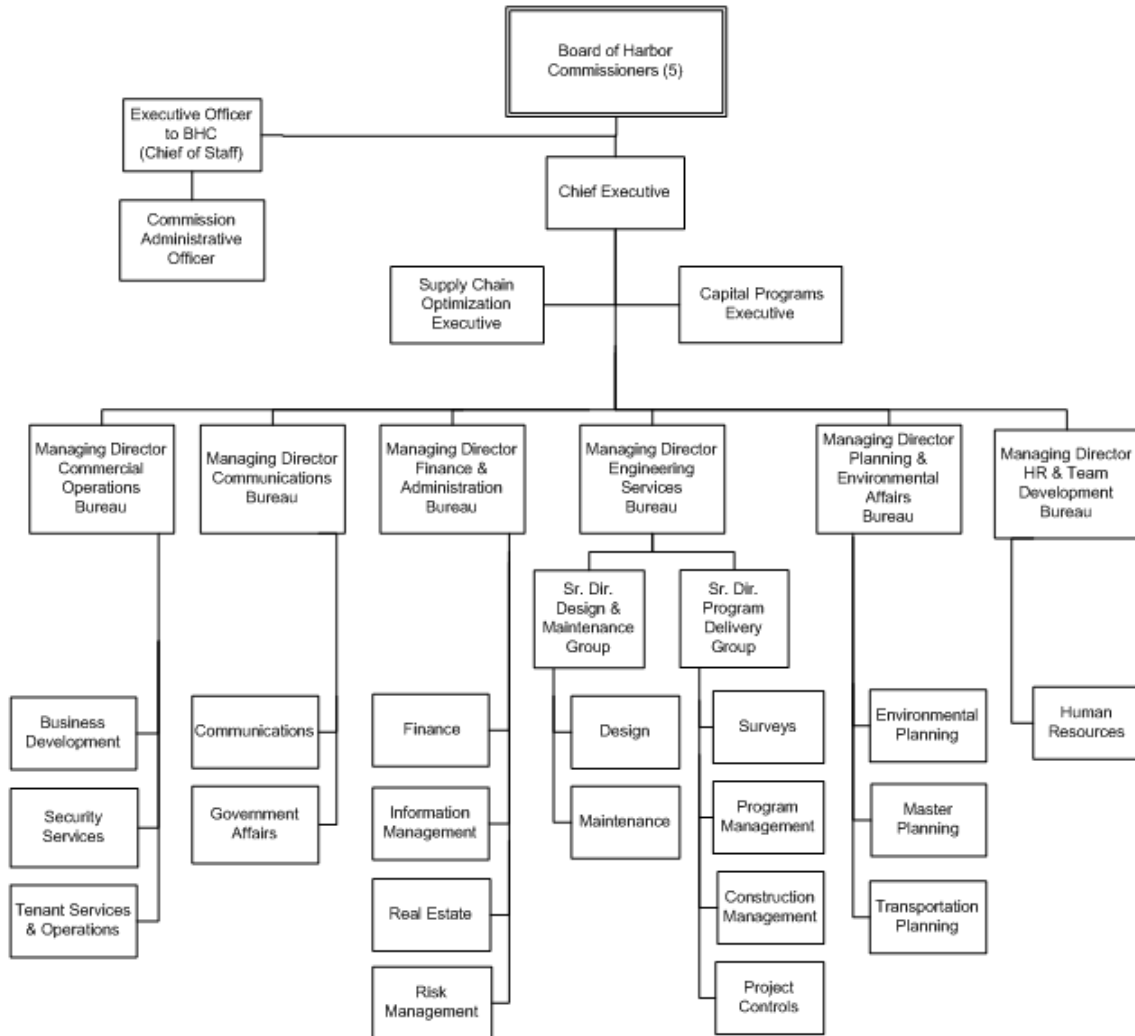 Board of Harbor
Commissioners (5)
Executive Officer
to BHC
(Chief of Staff)
Chief Executive
Commission
Administrative
Officer
Supply Chain
Optimization
Executive
Capital Programs
Executive
Managing Director
Commercial
Operations
Bureau
Managing Director
Communications
Bureau
Managing Director
Finance &
Administration
Bureau
Managing Director
Engineering
Services
Bureau
Managing Director
Planning &
Environmental
Affairs
Bureau
Managing Director
HR & Team
Development
Bureau
Sr. Dir.
Design &
Maintenance
Group
Sr. Dir.
Program
Delivery
Group
Business
Development
Communications
Finance
Design
Surveys
Environmental
Planning
Human
Resources
Security
Services
Government
Affairs
Information
Management
Maintenance
Program
Management
Master
Planning
Tenant Services
& Operations
Real Estate
Construction
Management
Transportation
Planning
Risk
Management
Project
Controls